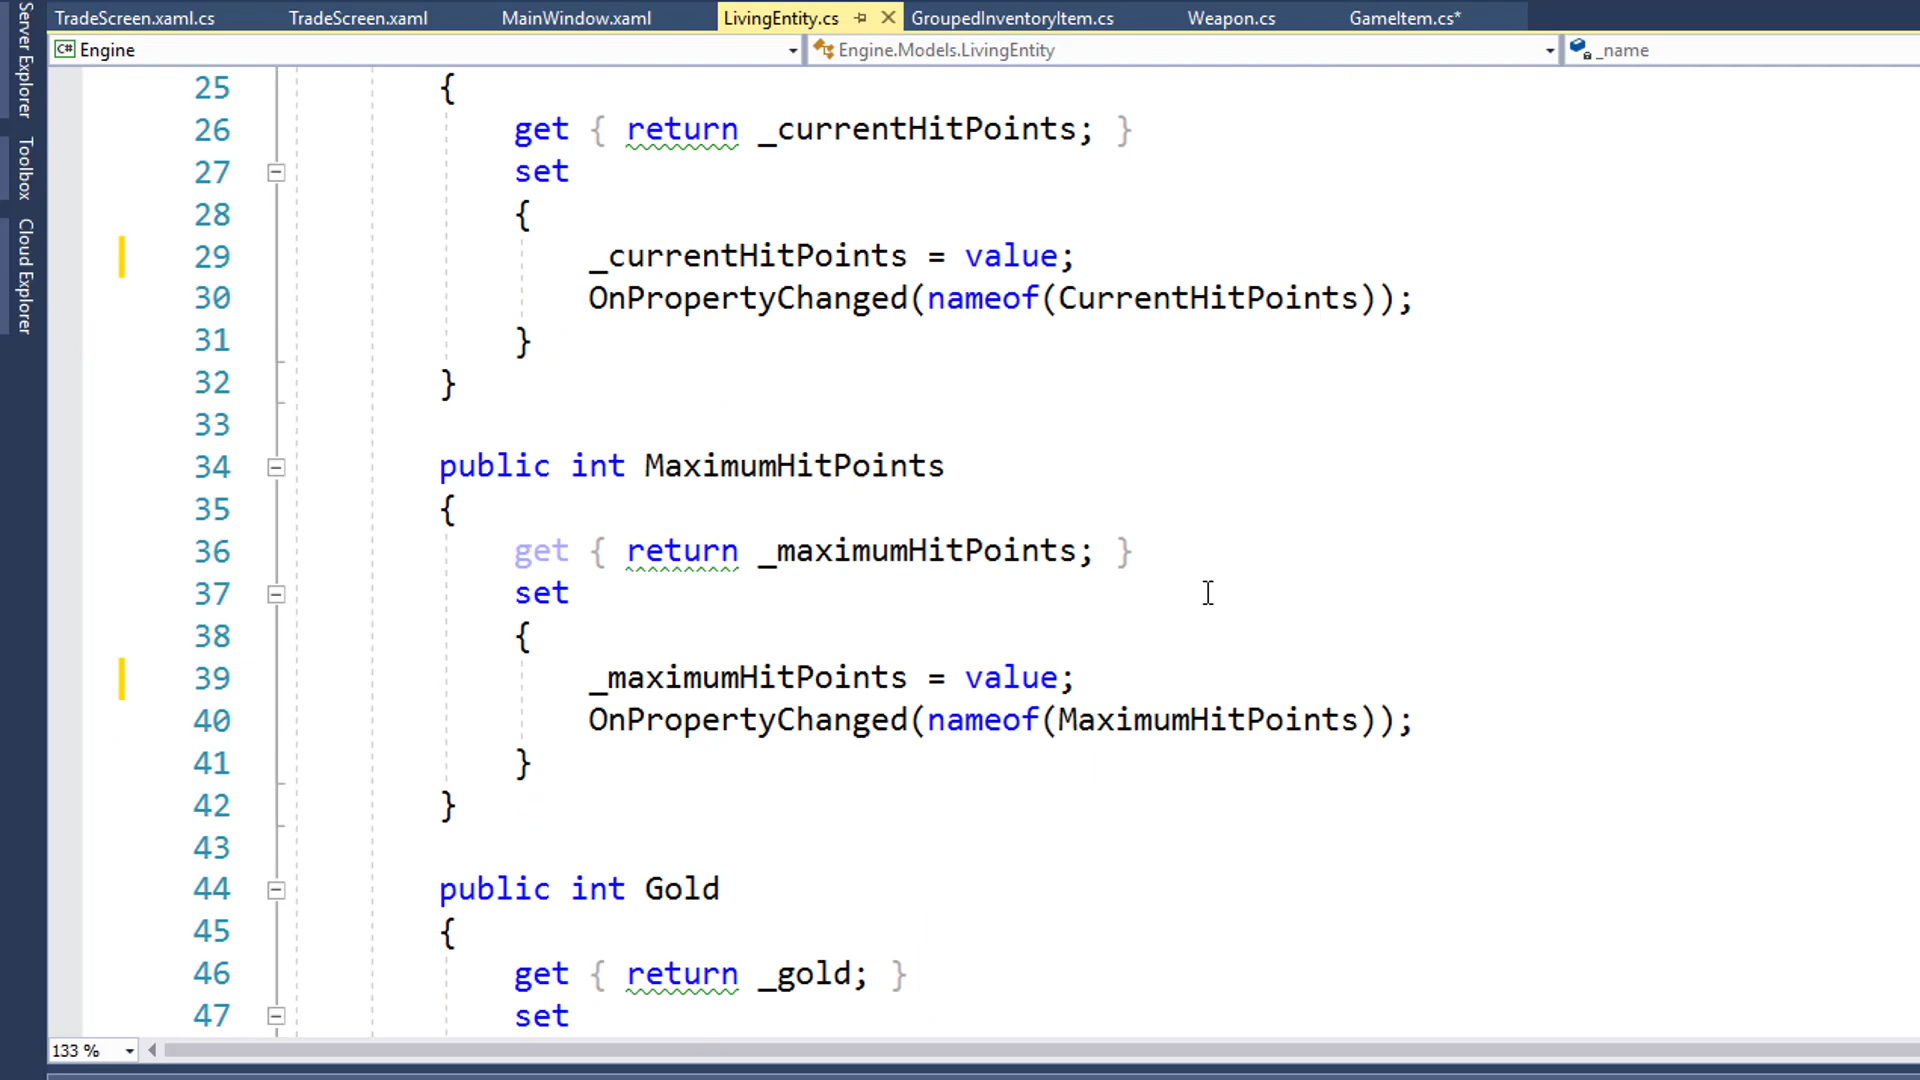 TradeScreen.xaml.cs TradeScreen.xaml MainWindow.xaml LivingEntity.cs GroupedInventoryItem.cs Weapon.cs GameItem.cs*
C# Engine Engine.Models.LivingEntity _name
Server Explorer
Toolbox
Cloud Explorer
25 {
26 get { return _currentHitPoints; }
27 set
28 {
29 _currentHitPoints = value;
30 OnPropertyChanged(nameof(CurrentHitPoints));
31 }
32 }
33
34 public int MaximumHitPoints
35 {
36 get { return _maximumHitPoints; }
37 set
38 {
39 _maximumHitPoints = value;
40 OnPropertyChanged(nameof(MaximumHitPoints));
41 }
42 }
43
44 public int Gold
45 {
46 get { return _gold; }
47 set
133 %